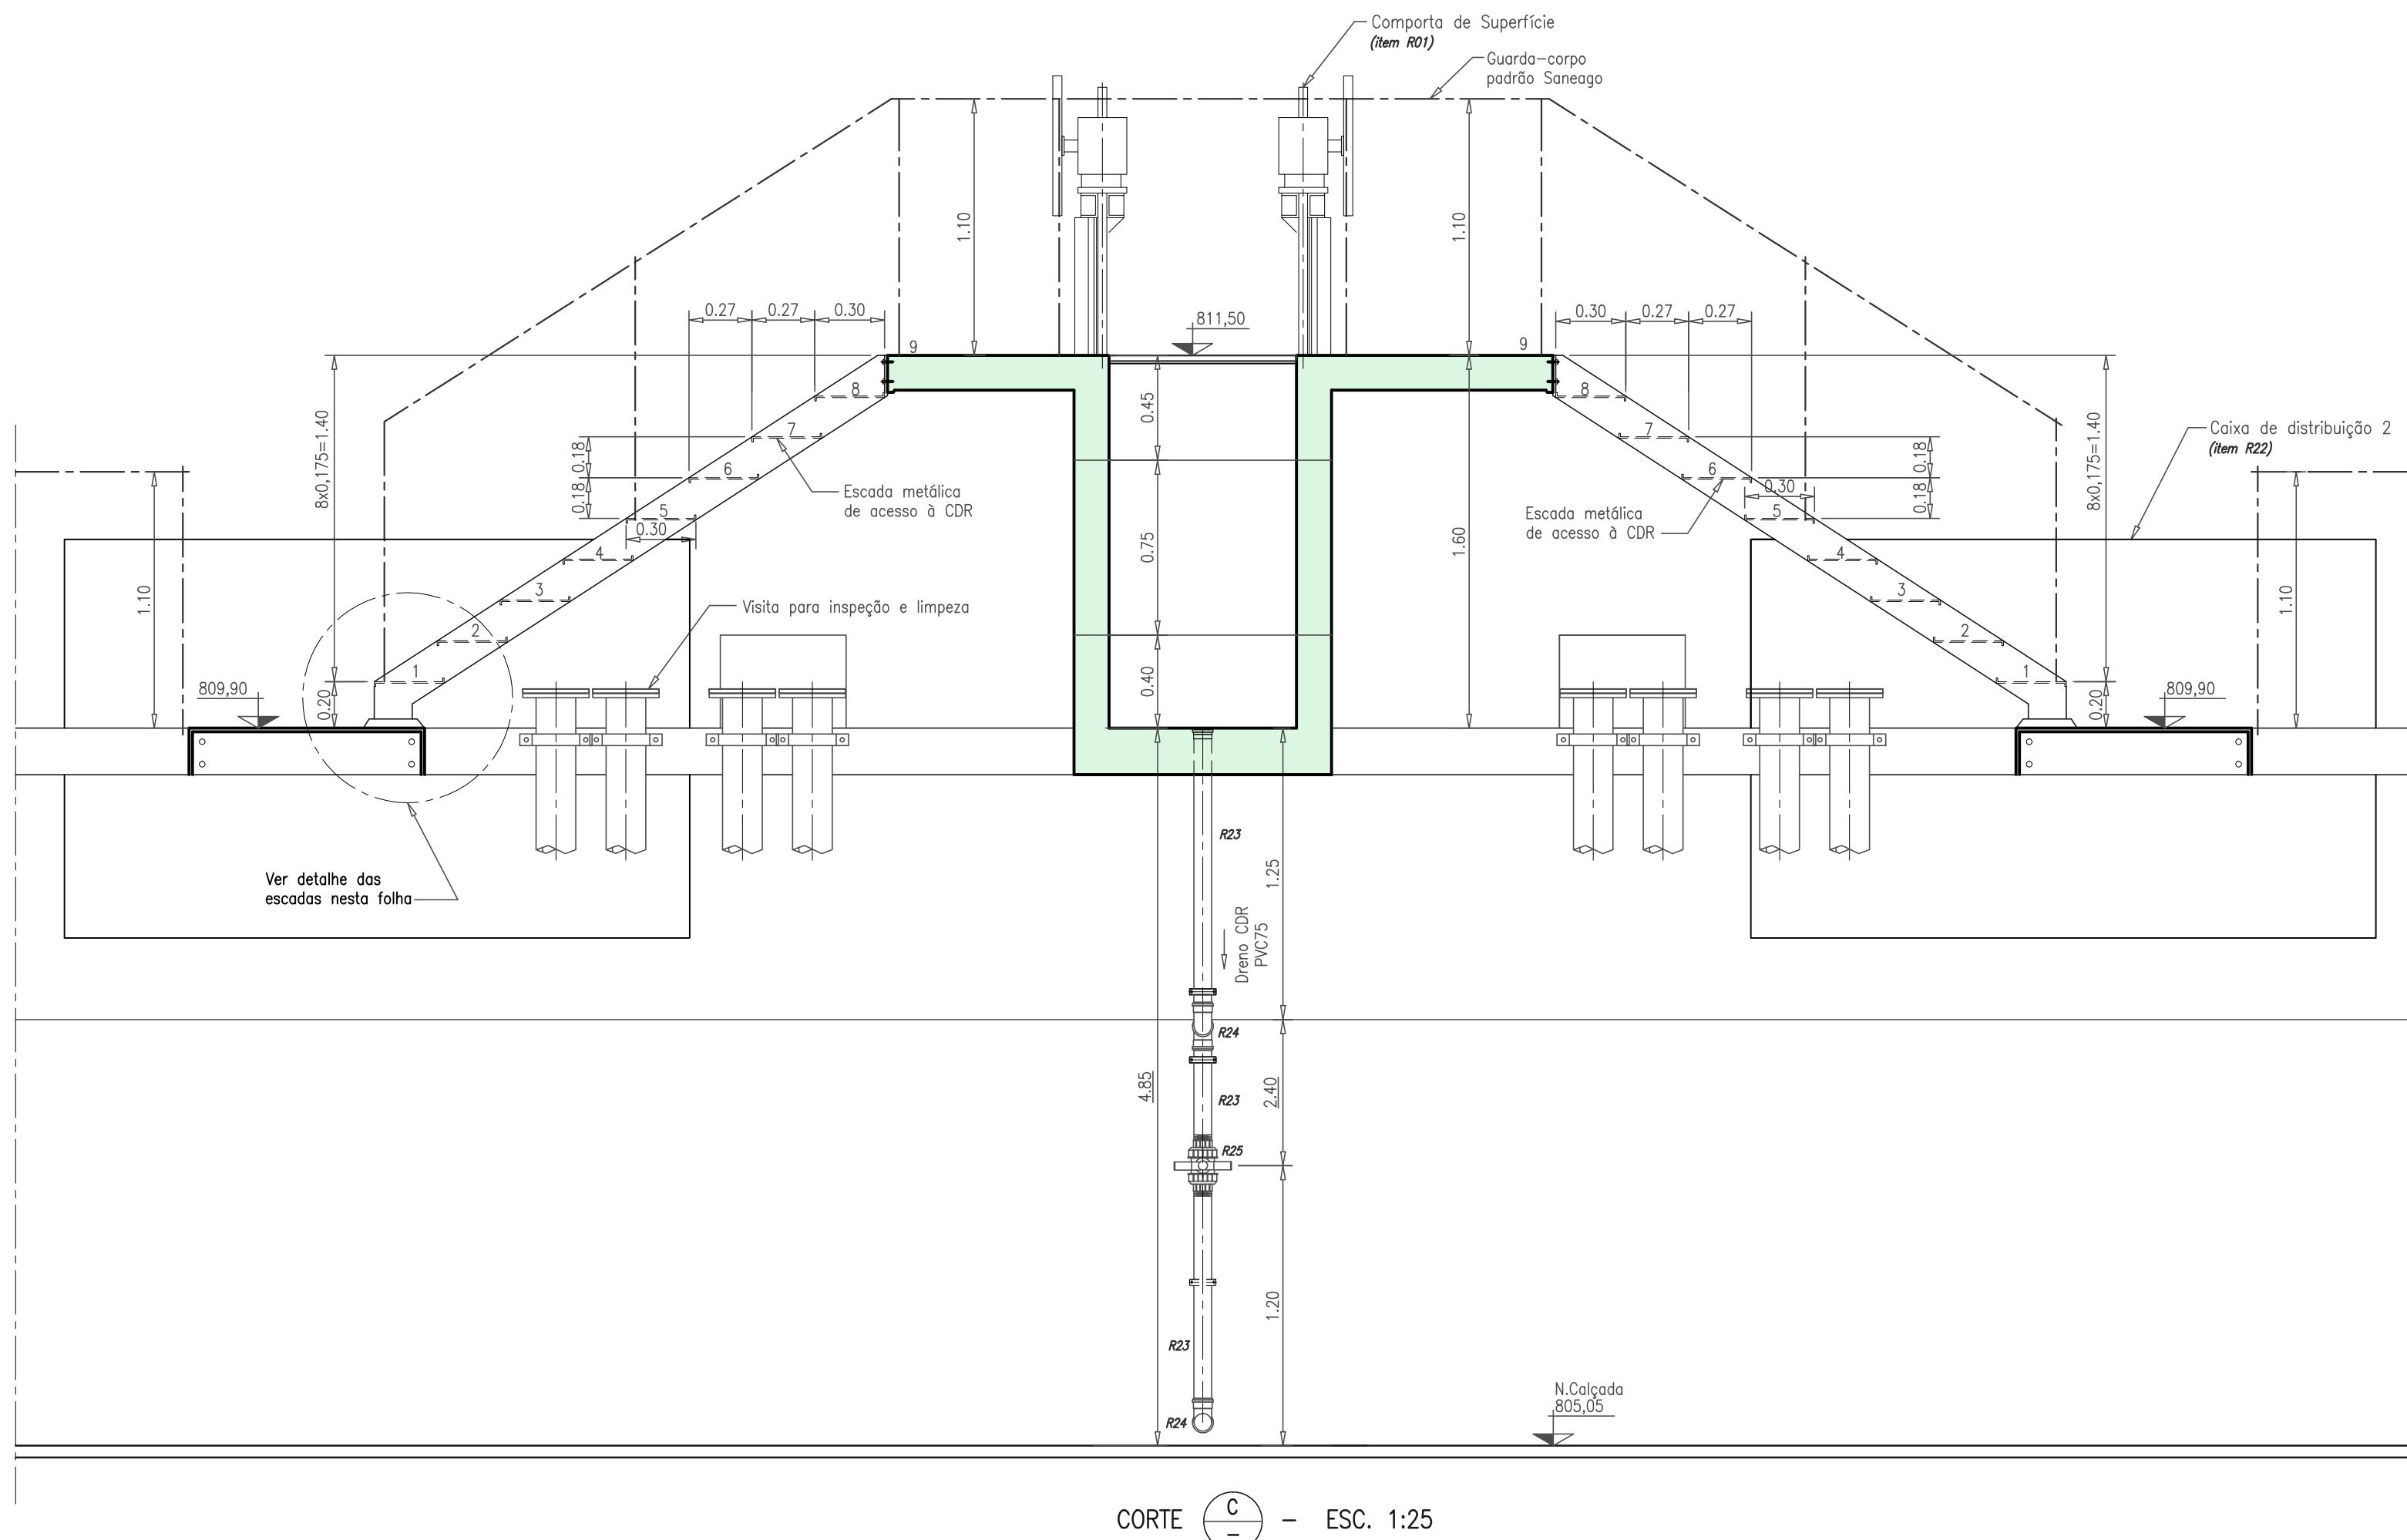 Comporta de Superfície
(item R01)
Guarda-corpo
padrão Saneago
1.10
1.10
0.27
0.27
0.30
811,50
0.30
0.27
0.27
9
9
8
8
7
7
6
6
5
5
4
4
3
3
2
2
1
1
8x0,175=1.40
0.18
0.18
0.30
Escada metálica
de acesso à CDR
0.45
0.75
0.40
1.60
Escada metálica
de acesso à CDR
0.30
0.18
0.18
8x0,175=1.40
Caixa de distribuição 2
(item R22)
1.10
1.10
Visita para inspeção e limpeza
809,90
0.20
0.20
809,90
Ver detalhe das
escadas nesta folha
R23
1.25
Dreno CDR
PVC75
R24
4.85
R23
2.40
R25
1.20
R23
R24
N.Calçada
805,05
CORTE C - ESC. 1:25
-